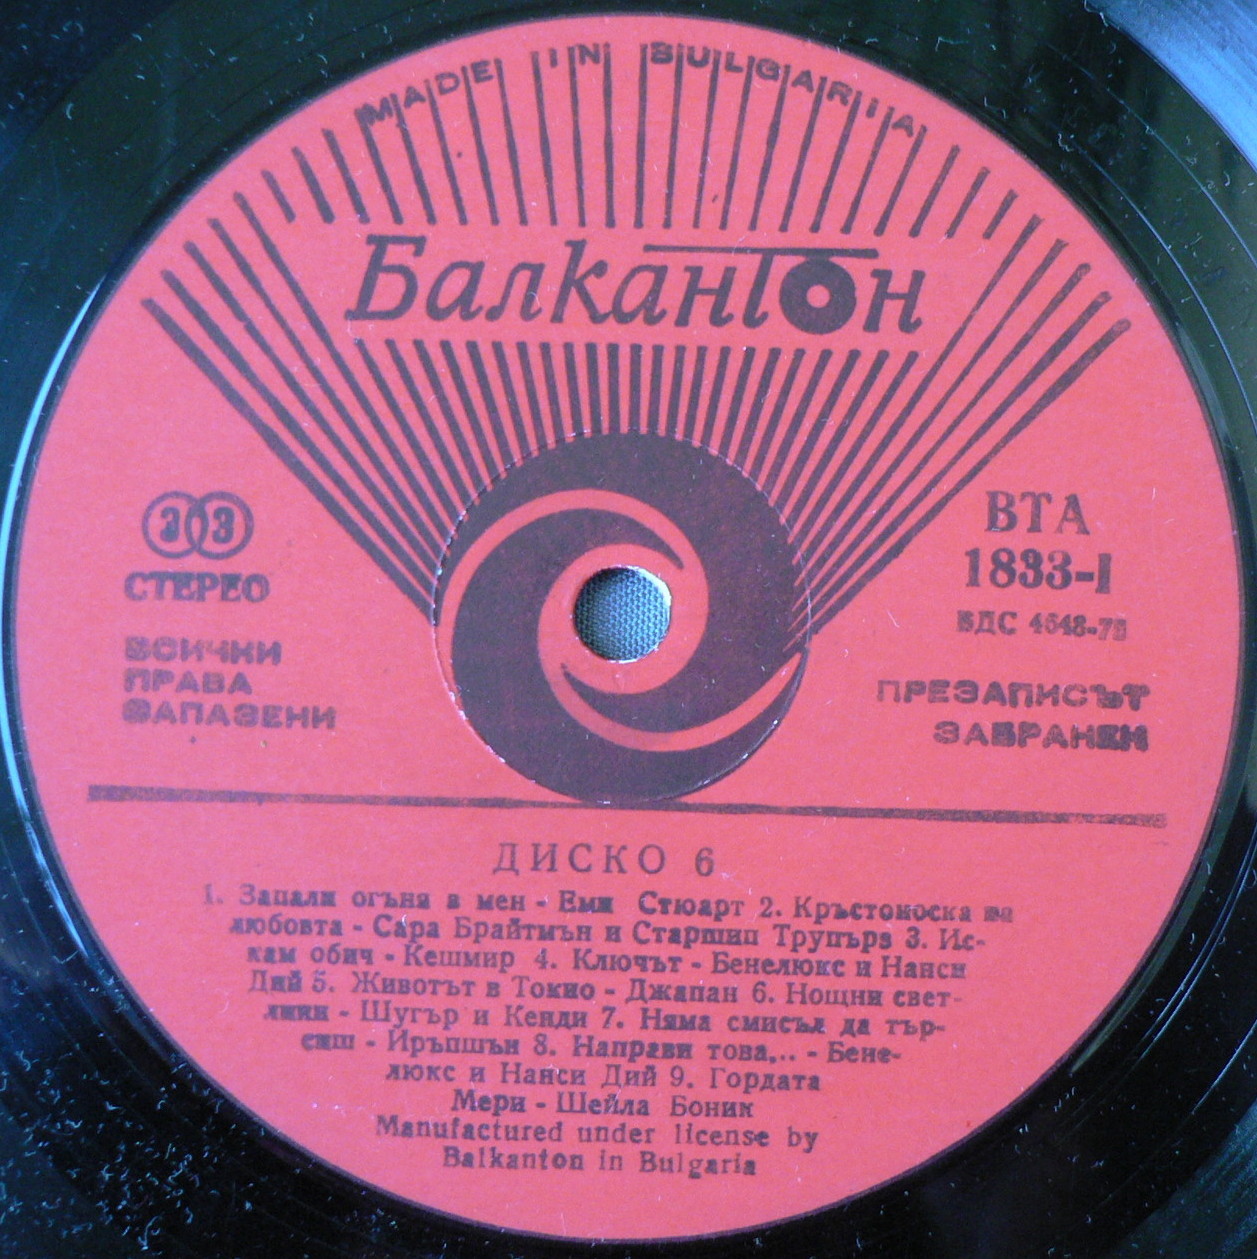 MADE IN BULGARIA
Балкантон
33
СТЕРЕО
ВСИЧКИ
ПРАВА
ЗАПАЗЕНИ
ВТА
1833-I
БДС 4648-73
ПРЕЗАПИСЪТ
ЗАБРАНЕН
ДИСКО 6
1. Запали огъня в мен - Еми Стюарт 2. Кръстоноска на
любовта - Сара Брайтмън и Старшип Трупърз 3. Ис-
кам обич - Кешмир 4. Ключът - Бенелюкс и Нанси
Дий 5. Животът в Токио - Джапан 6. Нощни свет-
лини - Шугър и Кенди 7. Няма смисъл да тър-
сиш - Иръпшън 8. Направи това... - Бене-
люкс и Нанси Дий 9. Гордата
Мери - Шейла Боник
Manufactured under license by
Balkanton in Bulgaria